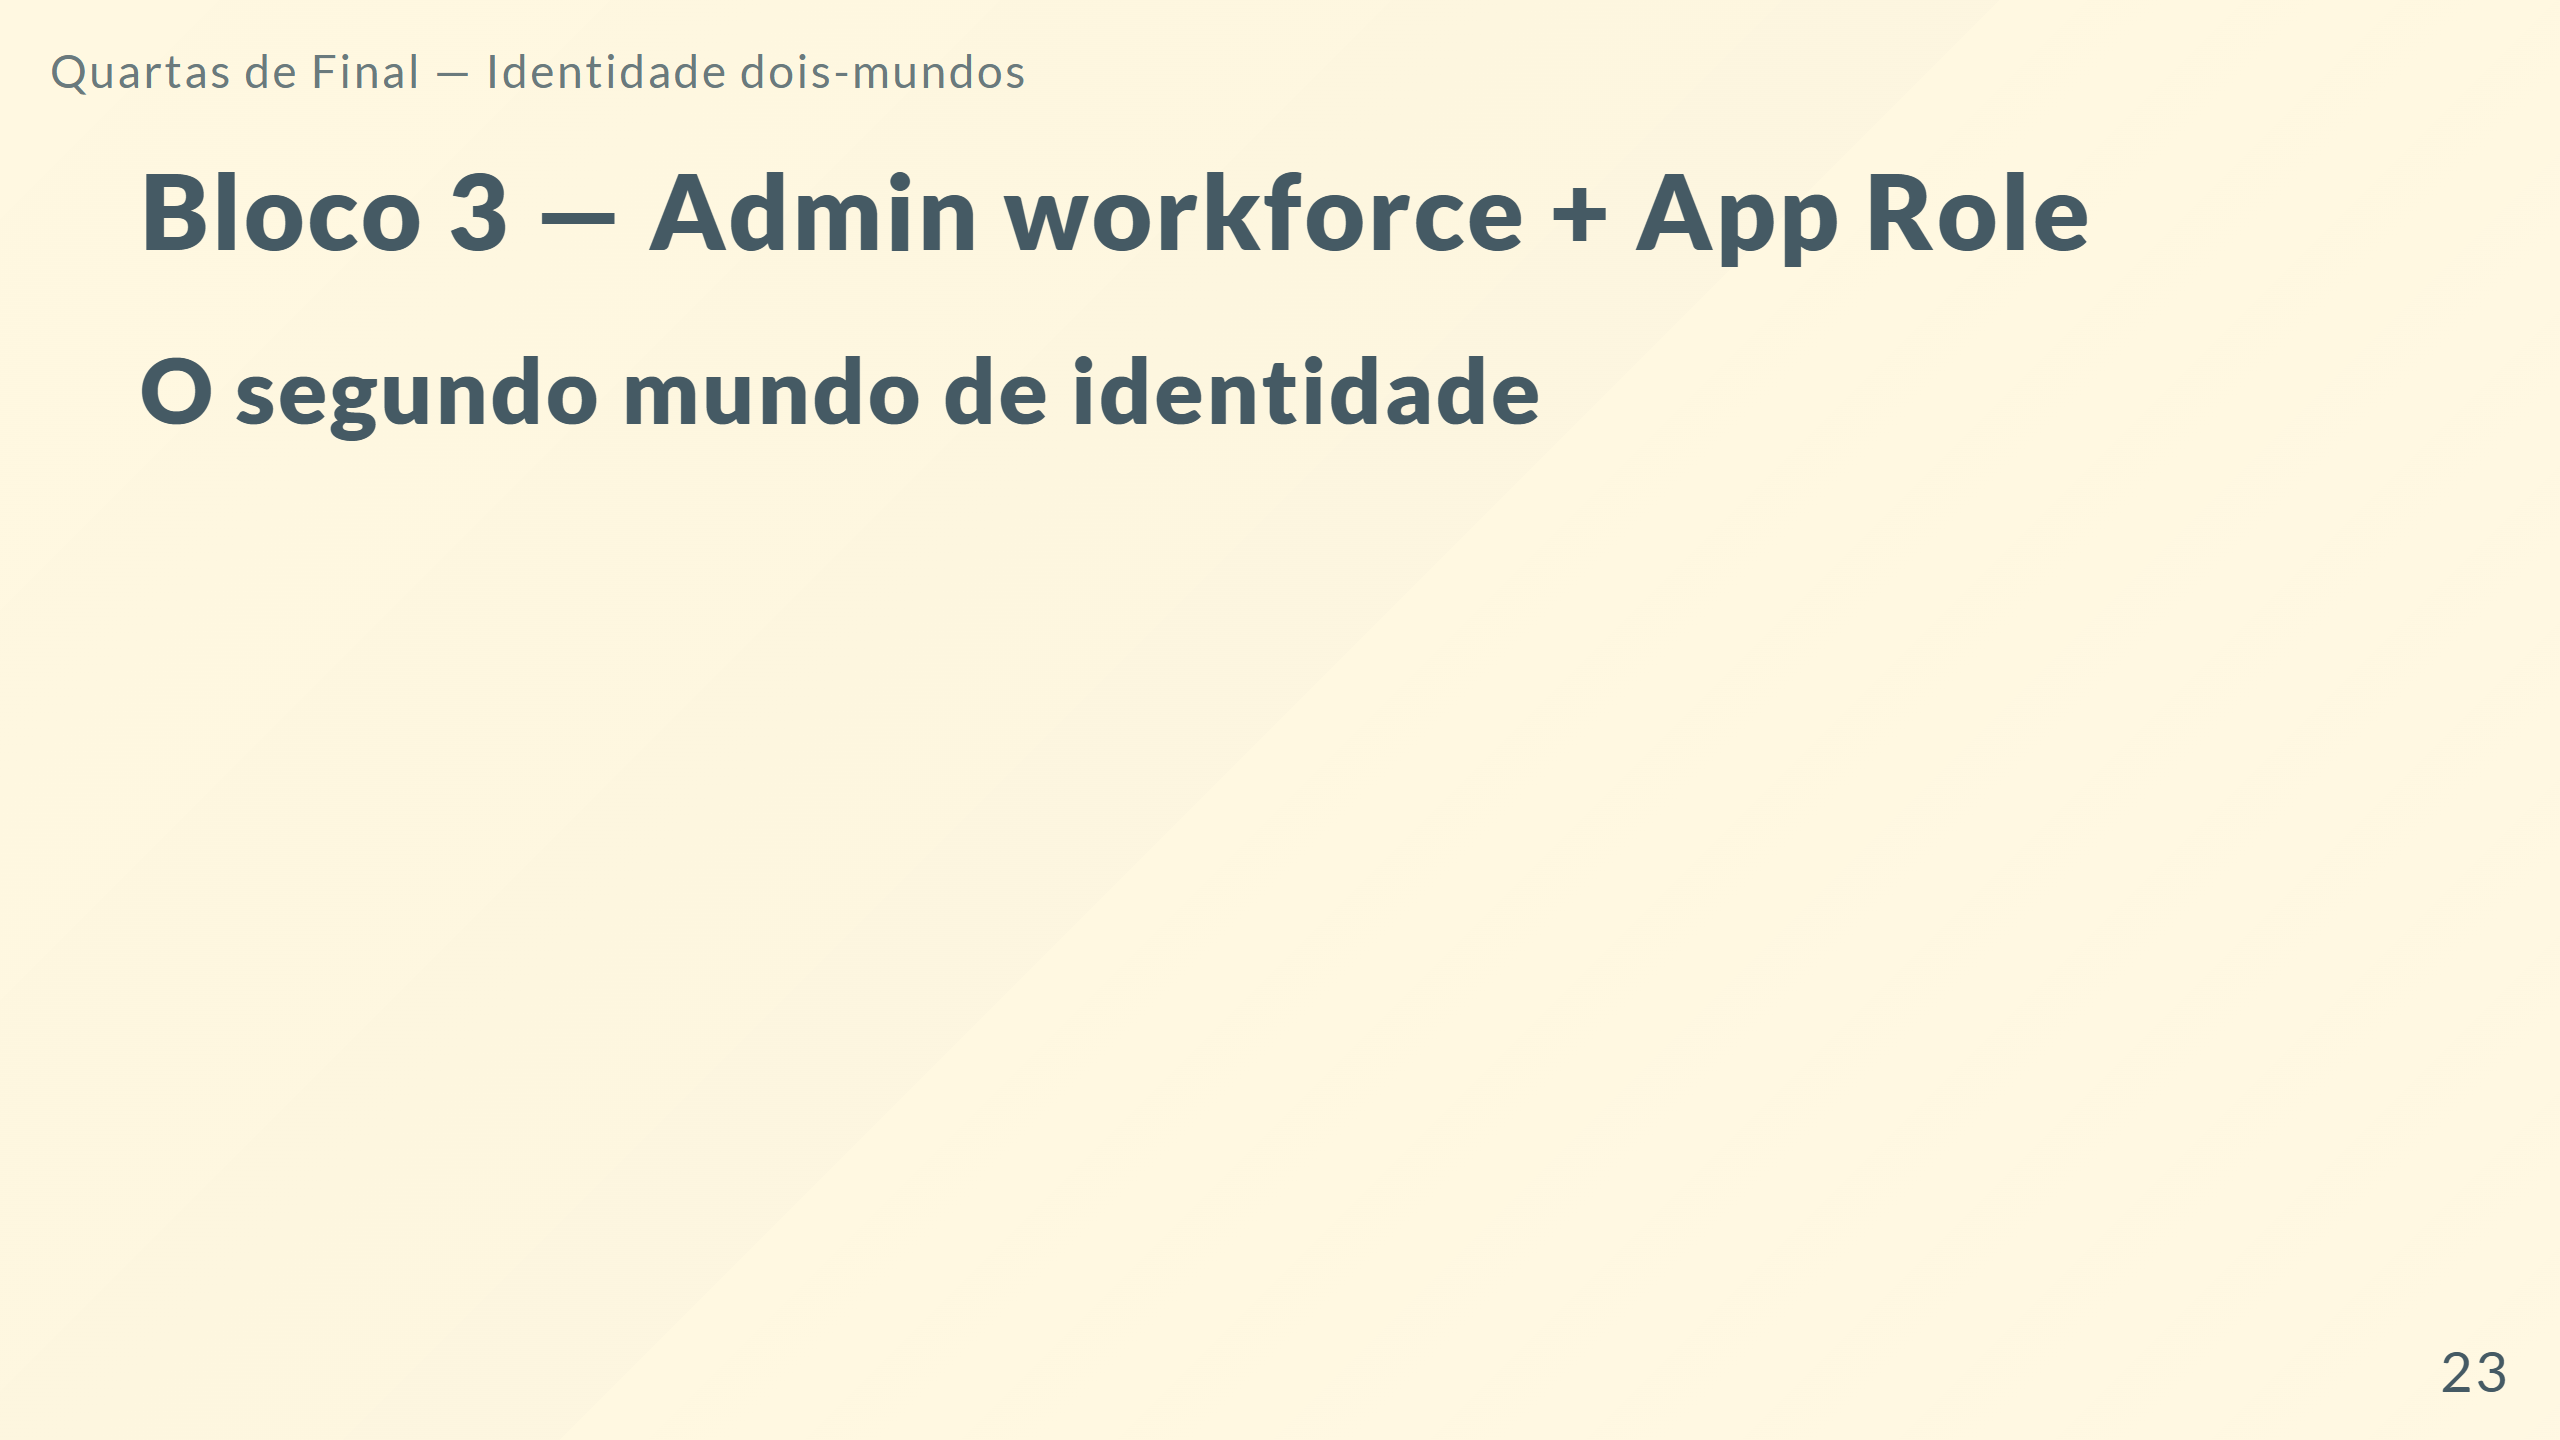 Quartas de Final — Identidade dois-mundos
Bloco 3 — Admin workforce + App Role
O segundo mundo de identidade
23